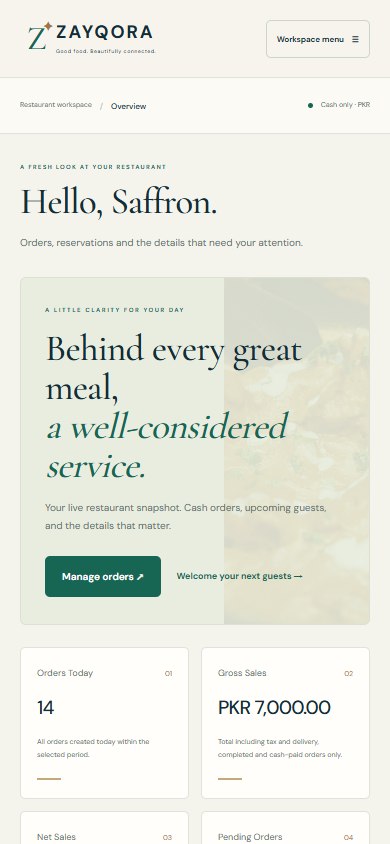 ZAYQORA
Good food. Beautifully connected.
Workspace menu ☰
Restaurant workspace / Overview
Cash only · PKR
A FRESH LOOK AT YOUR RESTAURANT
Hello, Saffron.
Orders, reservations and the details that need your attention.
A LITTLE CLARITY FOR YOUR DAY
Behind every great
meal,
a well-considered
service.
Your live restaurant snapshot. Cash orders, upcoming guests,
and the details that matter.
Manage orders ↗
Welcome your next guests →
Orders Today 01
14
All orders created today within the
selected period.
Gross Sales 02
PKR 7,000.00
Total including tax and delivery,
completed and cash-paid orders only.
Net Sales 03
Pending Orders 04